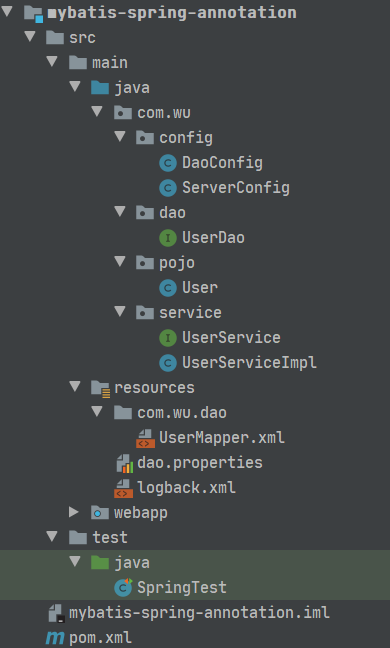 mybatis-spring-annotation
src
main
java
com.wu
config
DaoConfig
ServerConfig
dao
UserDao
pojo
User
service
UserService
UserServiceImpl
resources
com.wu.dao
UserMapper.xml
dao.properties
logback.xml
webapp
test
java
SpringTest
mybatis-spring-annotation.iml
pom.xml